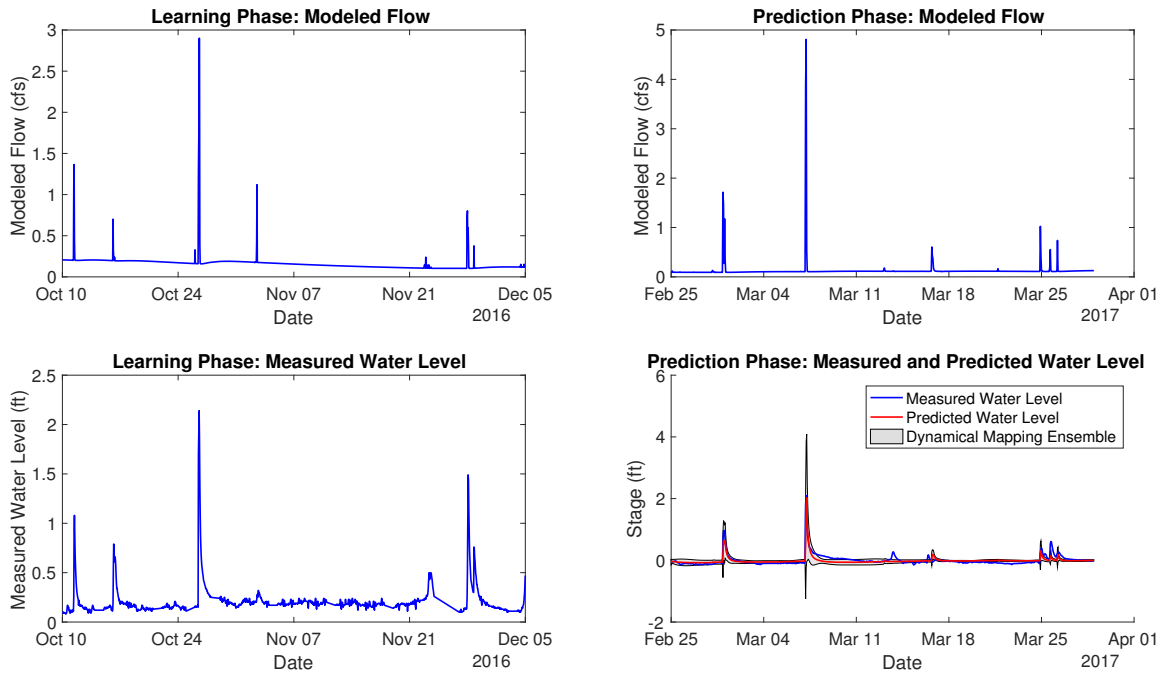 Learning Phase: Modeled Flow
Modeled Flow (cfs)
3
2.5
2
1.5
1
0.5
0
Oct 10 Oct 24 Nov 07 Nov 21 Dec 05
Date 2016
Prediction Phase: Modeled Flow
Modeled Flow (cfs)
5
4
3
2
1
0
Feb 25 Mar 04 Mar 11 Mar 18 Mar 25 Apr 01
Date 2017
Learning Phase: Measured Water Level
Measured Water Level (ft)
2.5
2
1.5
1
0.5
0
Oct 10 Oct 24 Nov 07 Nov 21 Dec 05
Date 2016
Prediction Phase: Measured and Predicted Water Level
Stage (ft)
6
4
2
0
-2
Measured Water Level
Predicted Water Level
Dynamical Mapping Ensemble
Feb 25 Mar 04 Mar 11 Mar 18 Mar 25 Apr 01
Date 2017